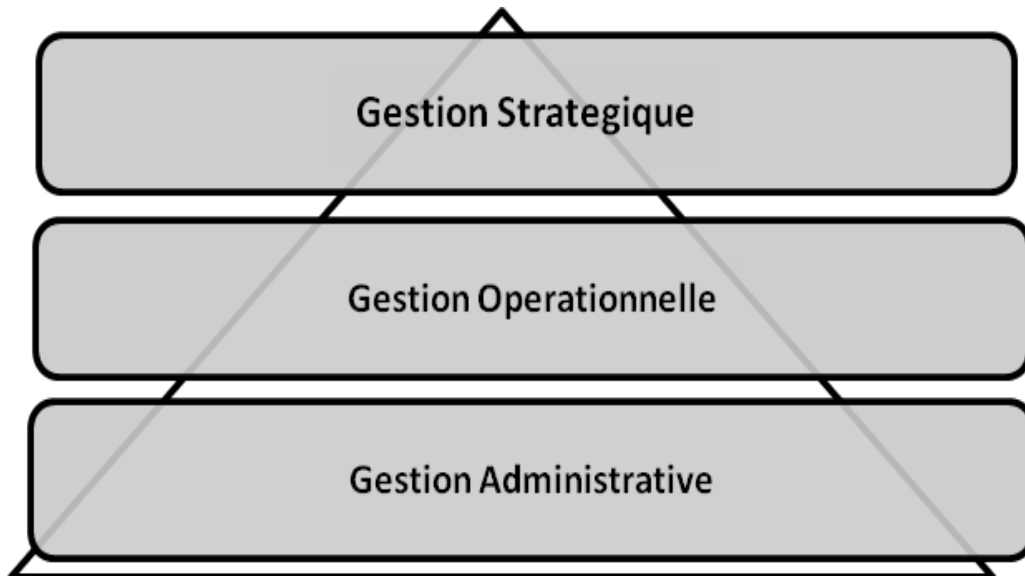 Gestion Strategique
Gestion Operationnelle
Gestion Administrative